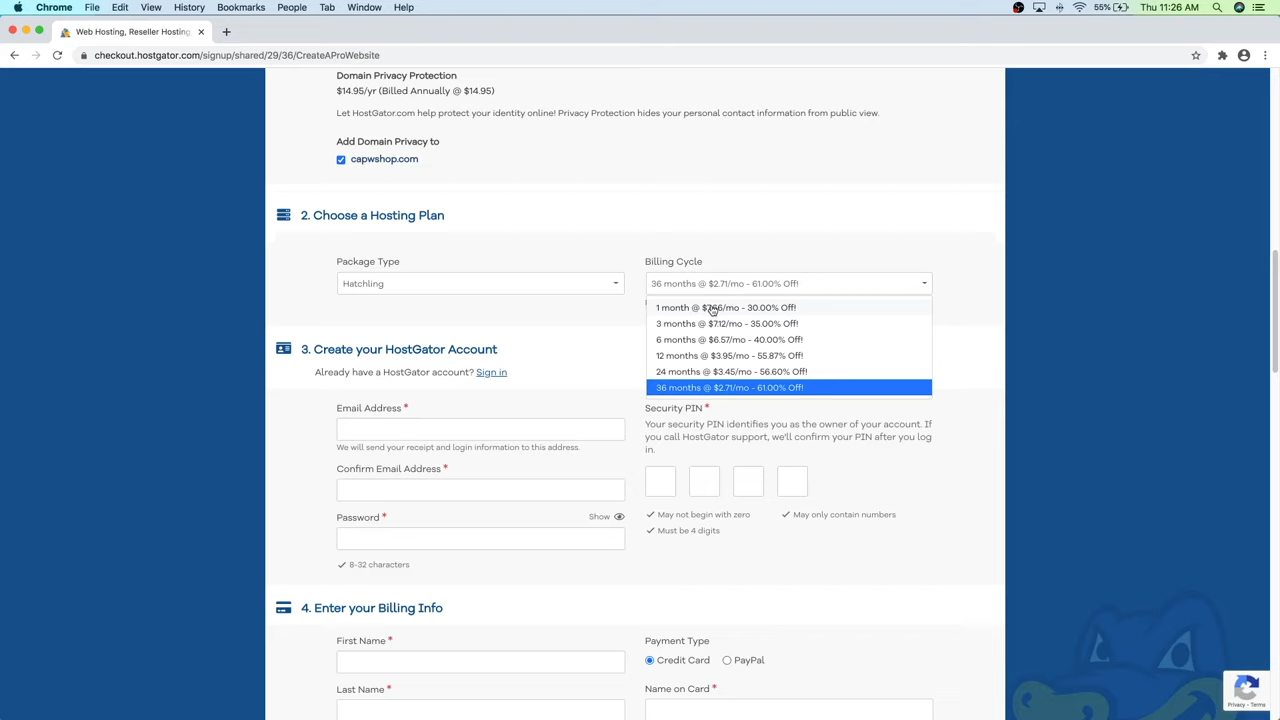 Chrome File Edit View History Bookmarks People Tab Window Help
55% Thu 11:26 AM
Web Hosting, Reseller Hosting
checkout.hostgator.com/signup/shared/29/36/CreateAProWebsite
Domain Privacy Protection
$14.95/yr (Billed Annually @ $14.95)
Let HostGator.com help protect your identity online! Privacy Protection hides your personal contact information from public view.
Add Domain Privacy to
capwshop.com
2. Choose a Hosting Plan
Package Type
Hatchling
Billing Cycle
36 months @ $2.71/mo - 61.00% Off!
1 month @ /mo - 30.00% Off!
3 months @ $7.12/mo - 35.00% Off!
6 months @ $6.57/mo - 40.00% Off!
12 months @ $3.95/mo - 55.87% Off!
24 months @ $3.45/mo - 56.60% Off!
36 months @ $2.71/mo - 61.00% Off!
3. Create your HostGator Account
Already have a HostGator account? Sign in
Email Address *
We will send your receipt and login information to this address.
Confirm Email Address *
Password *
Show
8-32 characters
Security PIN *
Your security PIN identifies you as the owner of your account. If
you call HostGator support, we'll confirm your PIN after you log
in.
May not begin with zero
May only contain numbers
Must be 4 digits
4. Enter your Billing Info
First Name *
Last Name *
Payment Type
Credit Card PayPal
Name on Card *
Privacy - Terms